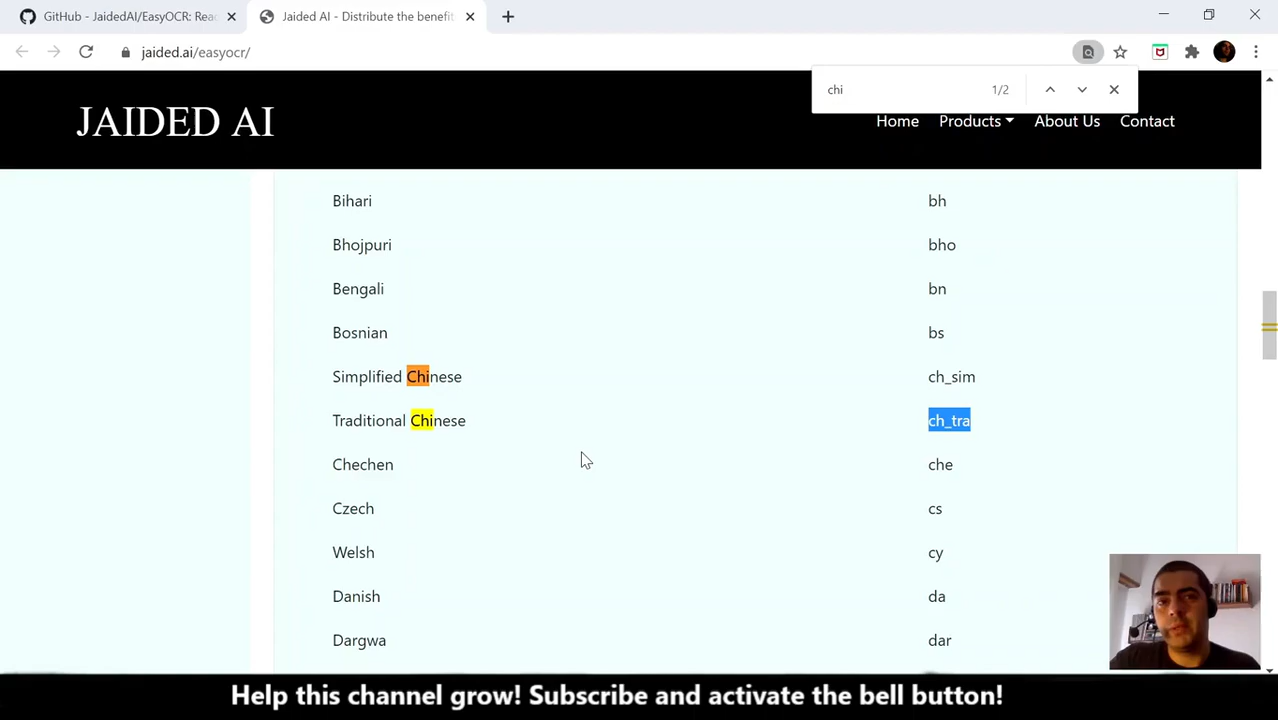 GitHub - JaidedAI/EasyOCR: Rea
Jaided AI - Distribute the benefit
jaided.ai/easyocr/
chi 1/2
JAIDED AI
Home Products About Us Contact
Bihari bh
Bhojpuri bho
Bengali bn
Bosnian bs
Simplified Chinese ch_sim
Traditional Chinese ch_tra
Chechen che
Czech cs
Welsh cy
Danish da
Dargwa dar
Help this channel grow! Subscribe and activate the bell button!